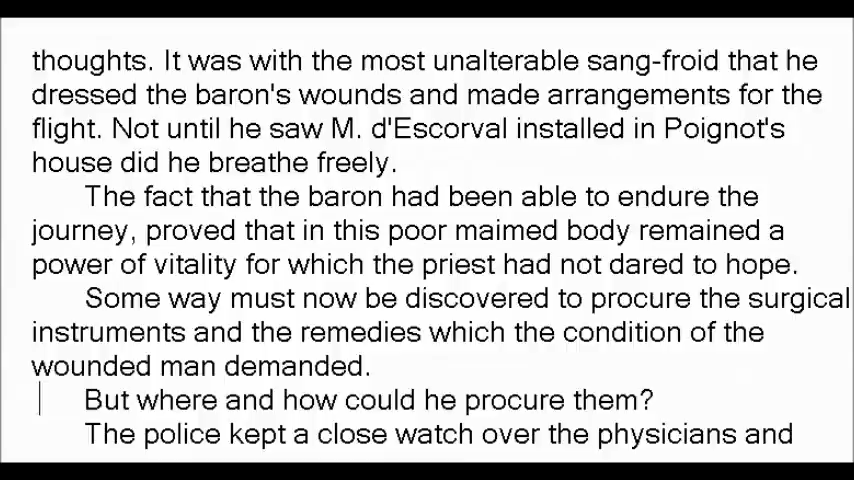 thoughts. It was with the most unalterable sang-froid that he
dressed the baron's wounds and made arrangements for the
flight. Not until he saw M. d'Escorval installed in Poignot's
house did he breathe freely.
The fact that the baron had been able to endure the
journey, proved that in this poor maimed body remained a
power of vitality for which the priest had not dared to hope.
Some way must now be discovered to procure the surgical
instruments and the remedies which the condition of the
wounded man demanded.
But where and how could he procure them?
The police kept a close watch over the physicians and